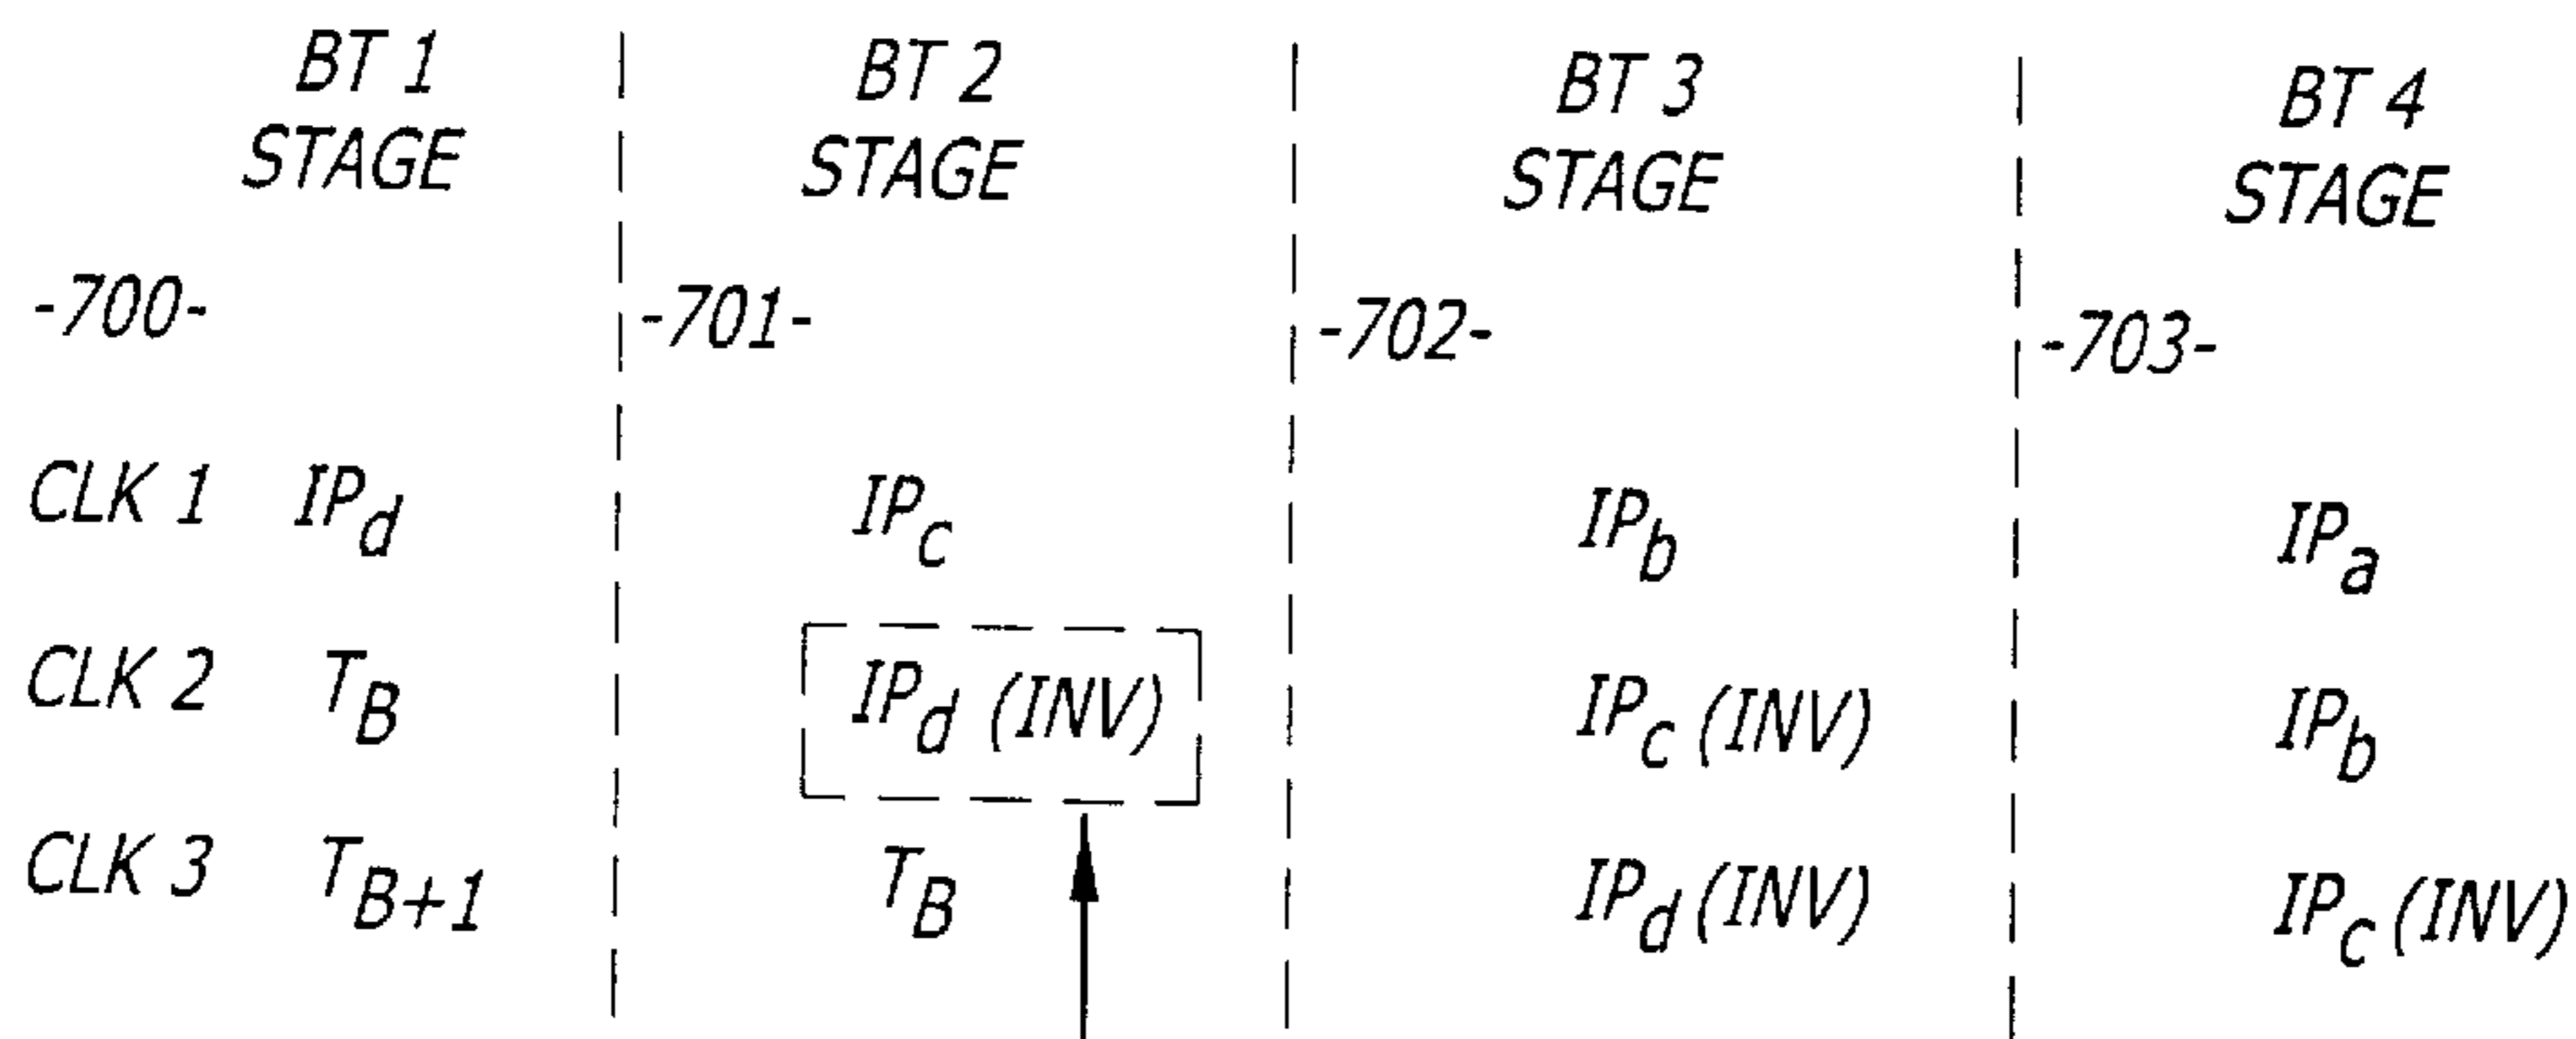 BT 1 BT 2 BT 3 BT 4
STAGE STAGE STAGE STAGE
-700- -701- -702- -703-
CLK 1 IPd IPc IPb IPa
CLK 2 TB IPd (INV) IPc (INV) IPb
CLK 3 TB+1 TB IPd (INV) IPc (INV)